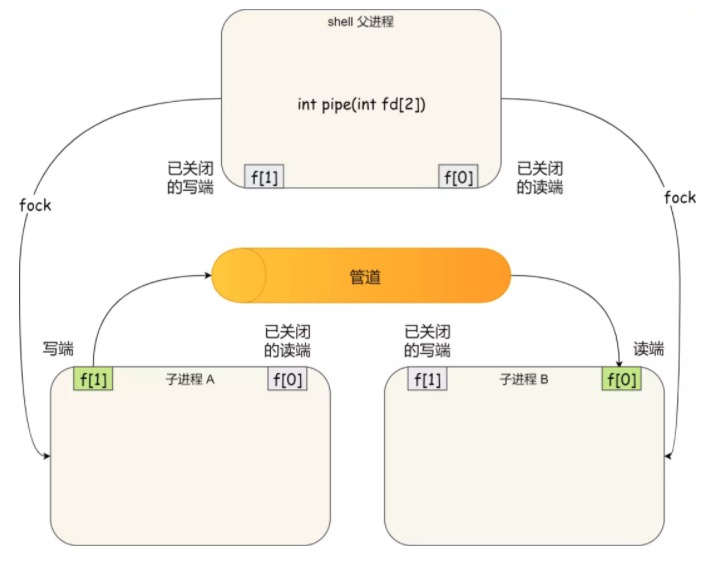 shell 父进程
int pipe(int fd[2])
已关闭
的写端
f[1]
f[0]
已关闭
的读端
fock
fock
管道
写端
f[1]
子进程 A
已关闭
的读端
f[0]
已关闭
的写端
f[1]
子进程 B
读端
f[0]